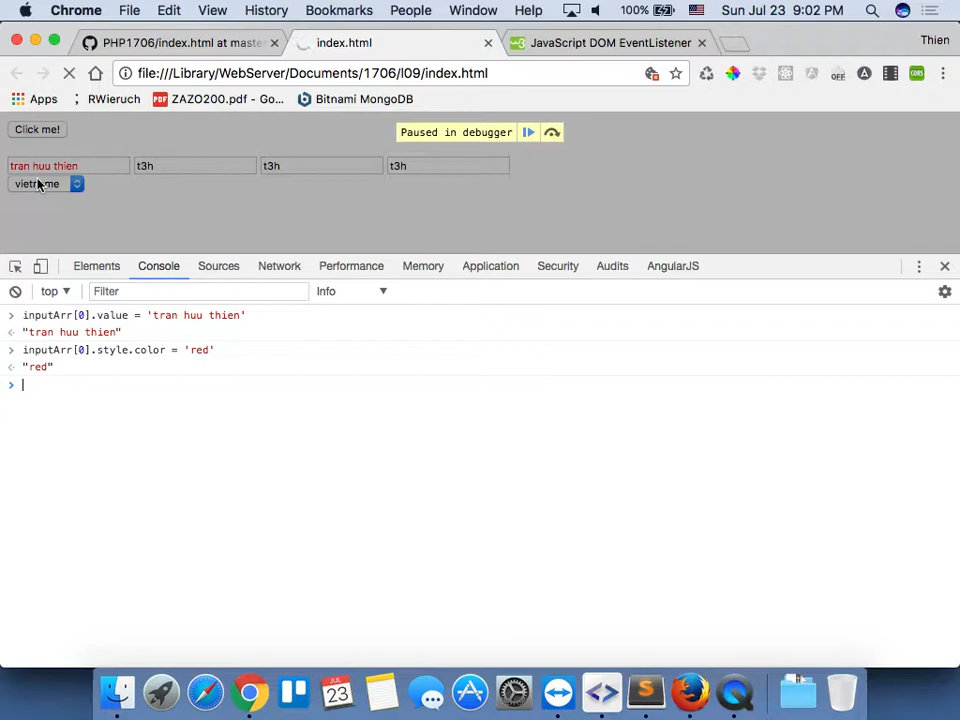 Chrome File Edit View History Bookmarks People Window Help 100% Sun Jul 23 9:02 PM
PHP1706/index.html at maste index.html JavaScript DOM EventListener Thien
file:///Library/WebServer/Documents/1706/l09/index.html
Apps RWieruch ZAZO200.pdf - Go... Bitnami MongoDB
Click me! Paused in debugger
tran huu thien t3h t3h t3h
Elements Console Sources Network Performance Memory Application Security Audits AngularJS
top Filter Info
> inputArr[0].value = 'tran huu thien'
"tran huu thien"
> inputArr[0].style.color = 'red'
"red"
>